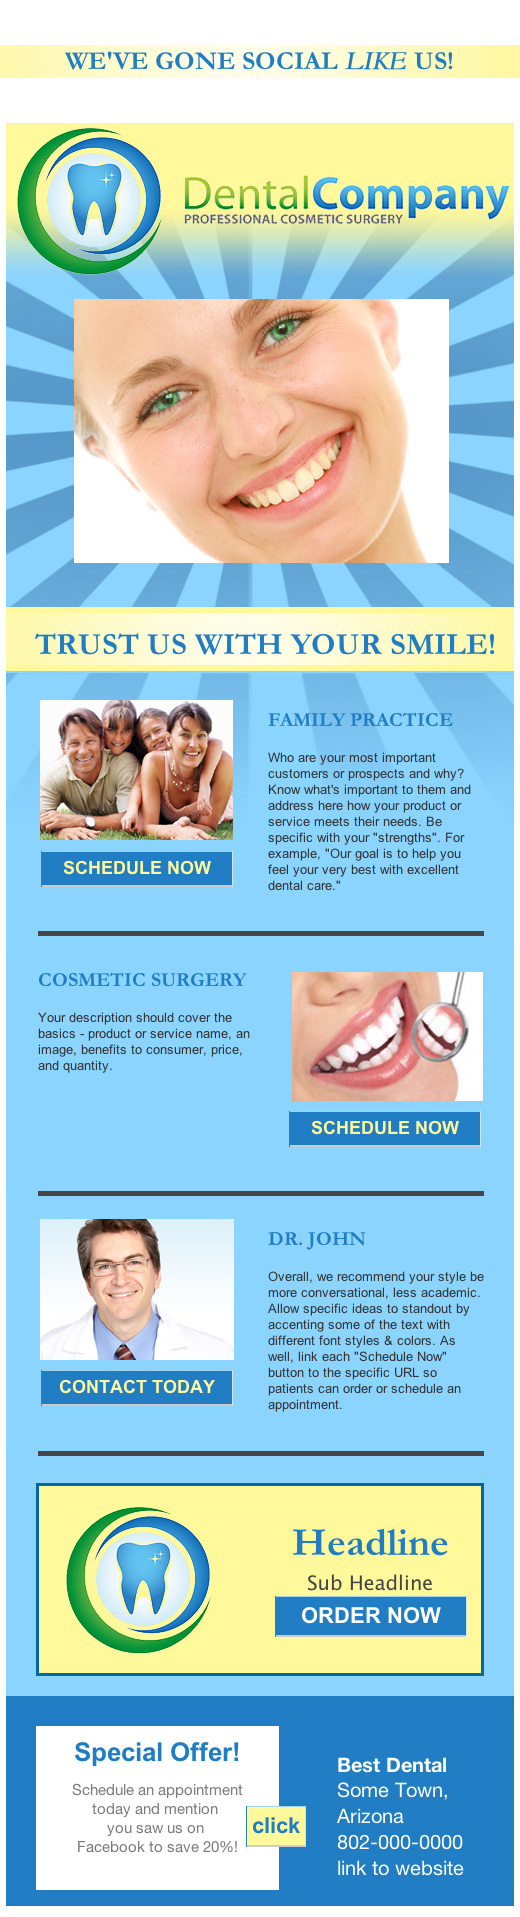 WE'VE GONE SOCIAL LIKE US!
DentalCompany
PROFESSIONAL COSMETIC SURGERY
TRUST US WITH YOUR SMILE!
FAMILY PRACTICE
Who are your most important
customers or prospects and why?
Know what's important to them and
address here how your product or
service meets their needs. Be
specific with your "strengths". For
example, "Our goal is to help you
feel your very best with excellent
dental care."
SCHEDULE NOW
COSMETIC SURGERY
Your description should cover the
basics - product or service name, an
image, benefits to consumer, price,
and quantity.
SCHEDULE NOW
DR. JOHN
Overall, we recommend your style be
more conversational, less academic.
Allow specific ideas to standout by
accenting some of the text with
different font styles & colors. As
well, link each "Schedule Now"
button to the specific URL so
patients can order or schedule an
appointment.
CONTACT TODAY
Headline
Sub Headline
ORDER NOW
Special Offer!
Schedule an appointment
today and mention
you saw us on
Facebook to save 20%!
click
Best Dental
Some Town,
Arizona
802-000-0000
link to website